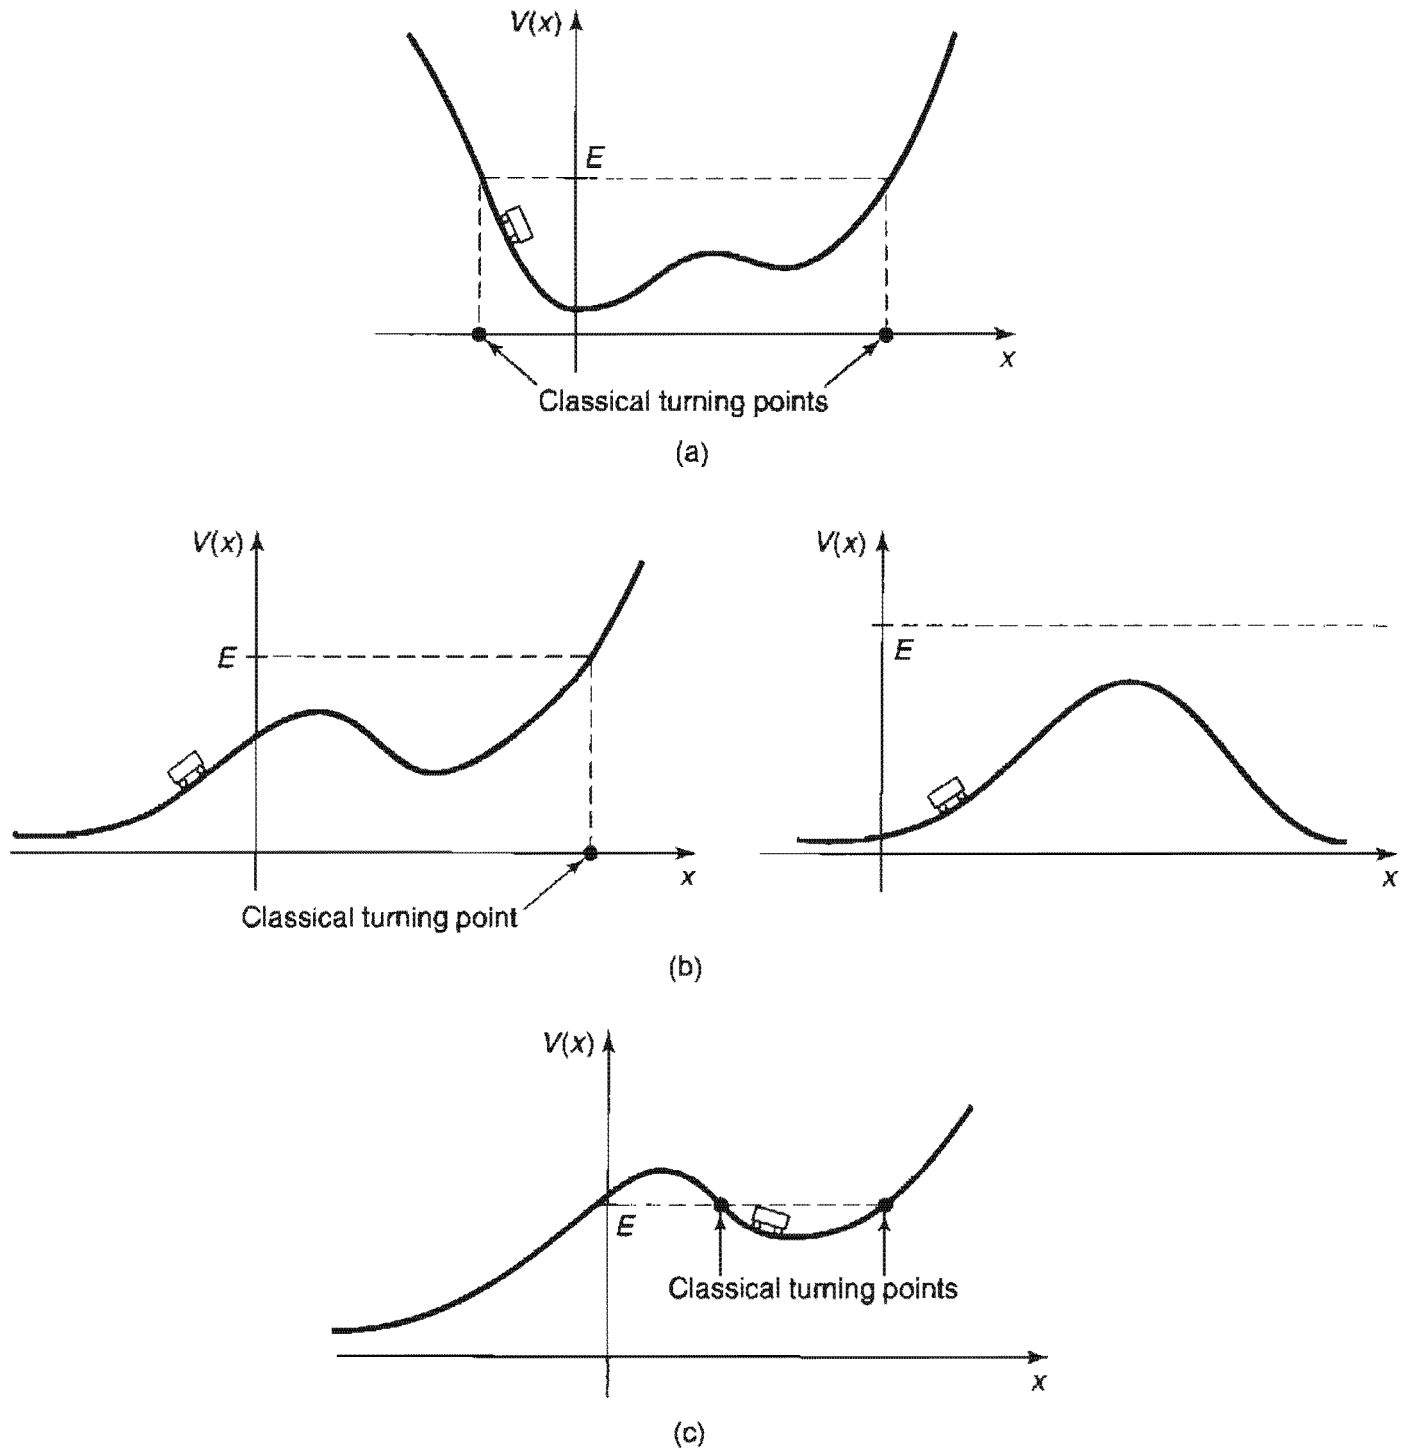 V(x)
E
x
Classical turning points
(a)
V(x)
E
x
Classical turning point
V(x)
E
x
(b)
V(x)
E
Classical turning points
x
(c)